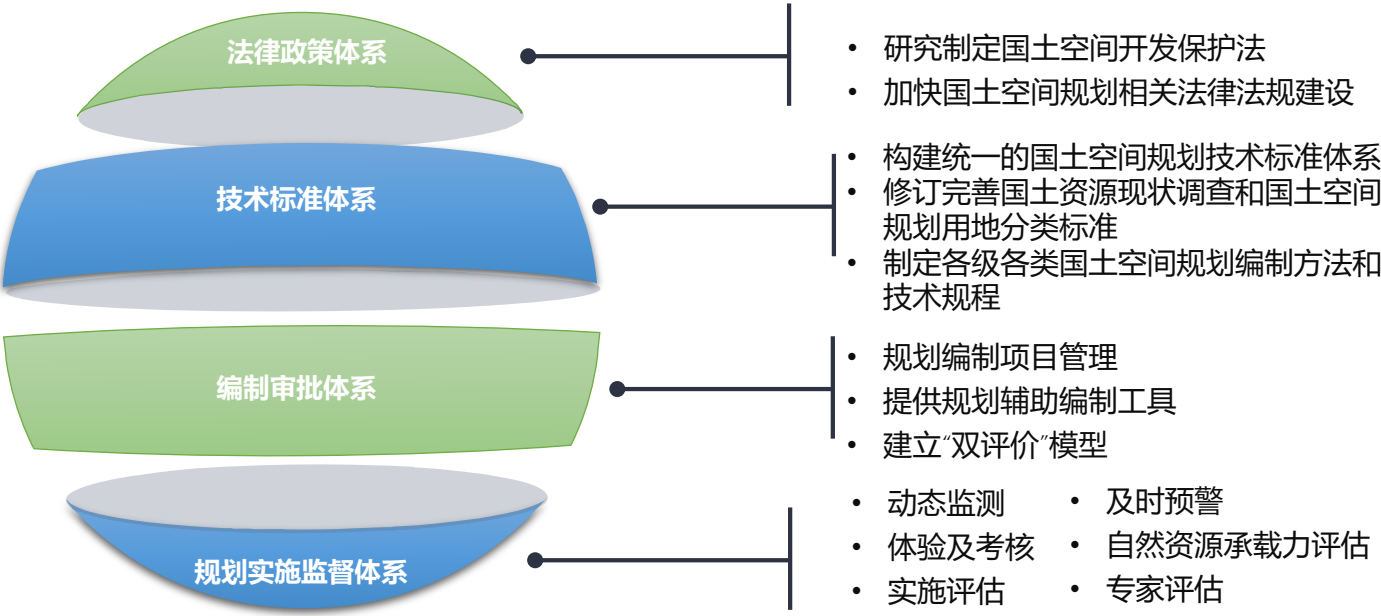 法律政策体系
• 研究制定国土空间开发保护法
• 加快国土空间规划相关法律法规建设
技术标准体系
• 构建统一的国土空间规划技术标准体系
• 修订完善国土资源现状调查和国土空间
规划用地分类标准
• 制定各级各类国土空间规划编制方法和
技术规程
编制审批体系
• 规划编制项目管理
• 提供规划辅助编制工具
• 建立“双评价”模型
规划实施监督体系
• 动态监测
• 体验及考核
• 实施评估
• 及时预警
• 自然资源承载力评估
• 专家评估